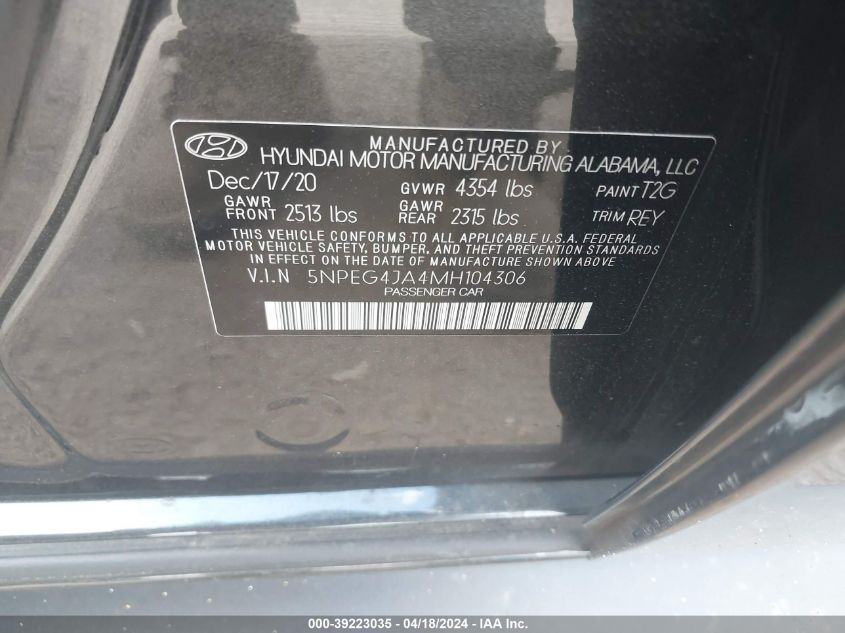 MANUFACTURED BY
HYUNDAI MOTOR MANUFACTURING ALABAMA, LLC
Dec/17/20 GVWR 4354 lbs PAINT T2G
GAWR FRONT 2513 lbs GAWR REAR 2315 lbs TRIM REY
THIS VEHICLE CONFORMS TO ALL APPLICABLE U.S.A. FEDERAL
MOTOR VEHICLE SAFETY, BUMPER, AND THEFT PREVENTION STANDARDS
IN EFFECT ON THE DATE OF MANUFACTURE SHOWN ABOVE
V.I.N 5NPEG4JA4MH104306
PASSENGER CAR
000-39223035 - 04/18/2024 - IAA Inc.